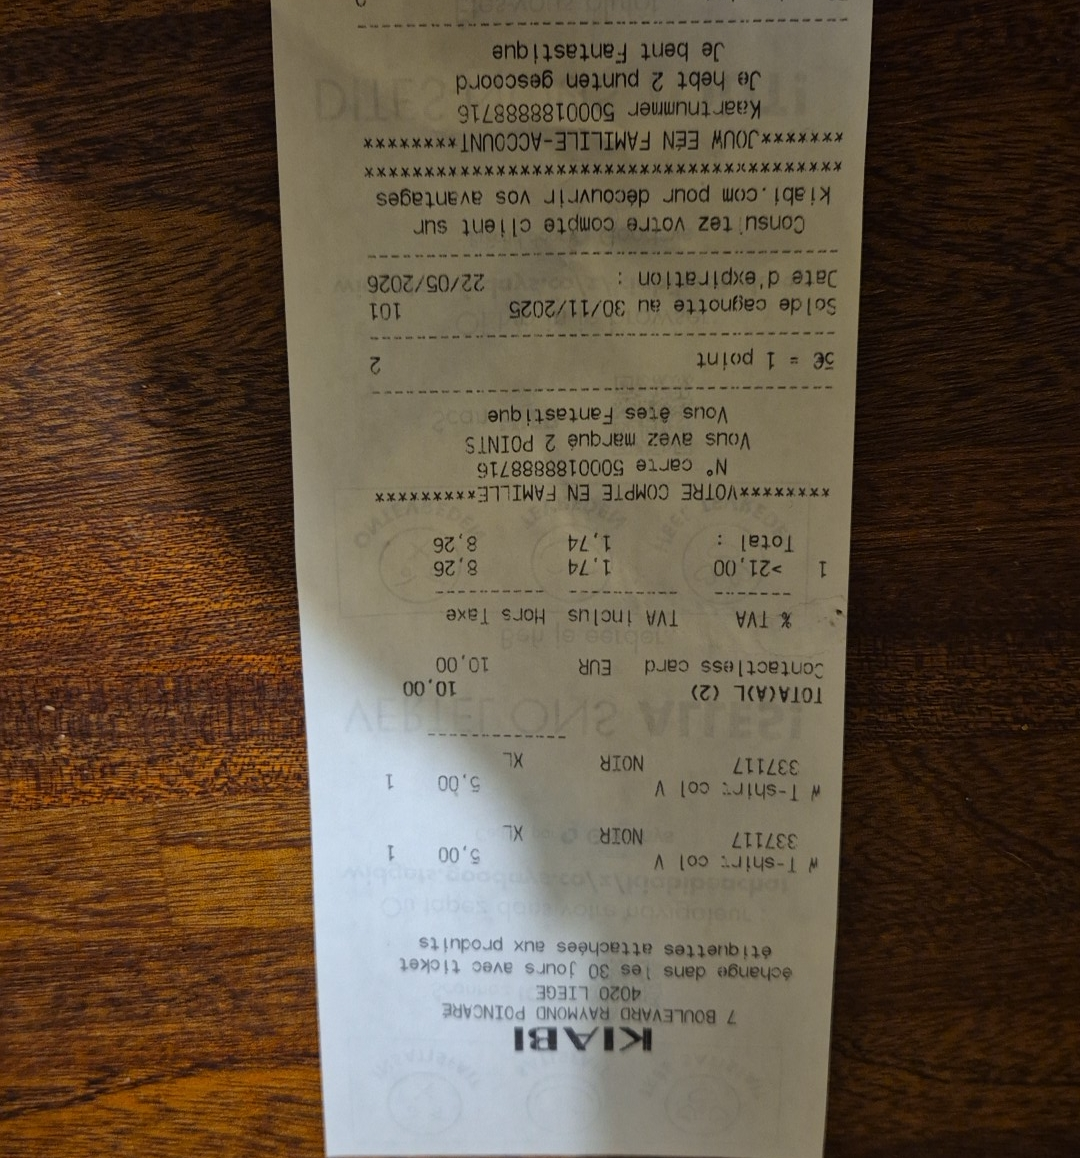 KIABI
7 BOULEVARD RAYMOND POINCARÉ
4020 LIEGE
échange dans les 30 jours avec ticket
étiquettes attachées aux produits
W T-shirt col V 5,00 1
337117 NOIR XL
W T-shirt col V 5,00 1
337117 NOIR XL
TOTA(A)L (2) 10,00
Contactless card EUR 10,00
% TVA TVA inclus Hors Taxe
1 >21,00 1,74 8,26
Total : 1,74 8,26
*********VOTRE COMPTE EN FAMILLE**********
N° carte 50001888888716
Vous avez marqué 2 POINTS
Vous êtes Fantastique
5€ = 1 point 2
Solde cagnotte au 30/11/2025 101
Date d'expiration : 22/05/2026
Consultez votre compte client sur
kiabi.com pour découvrir vos avantages
*******************************************
********JOUW EEN FAMILILE-ACCOUNT*********
Kaartnummer 50001888888716
Je hebt 2 punten gescoord
Je bent Fantastique